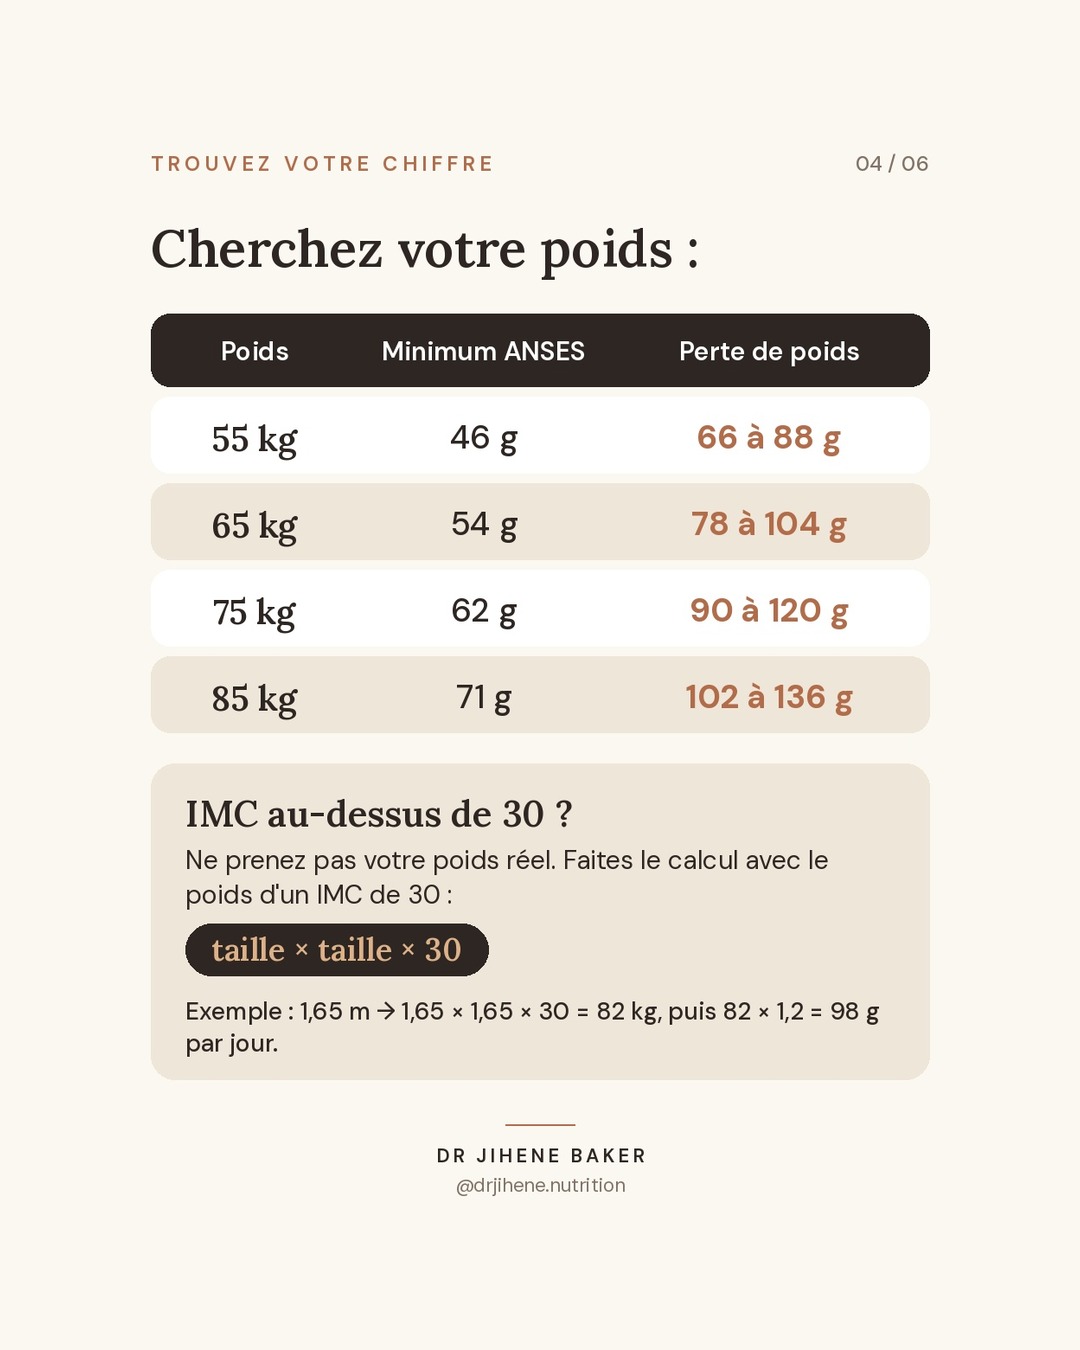 TROUVEZ VOTRE CHIFFRE 04 / 06
Cherchez votre poids :
Poids Minimum ANSES Perte de poids
55 kg 46 g 66 à 88 g
65 kg 54 g 78 à 104 g
75 kg 62 g 90 à 120 g
85 kg 71 g 102 à 136 g
IMC au-dessus de 30 ?
Ne prenez pas votre poids réel. Faites le calcul avec le
poids d'un IMC de 30 :
taille × taille × 30
Exemple : 1,65 m → 1,65 × 1,65 × 30 = 82 kg, puis 82 × 1,2 = 98 g
par jour.
DR JIHENE BAKER
@drjihene.nutrition